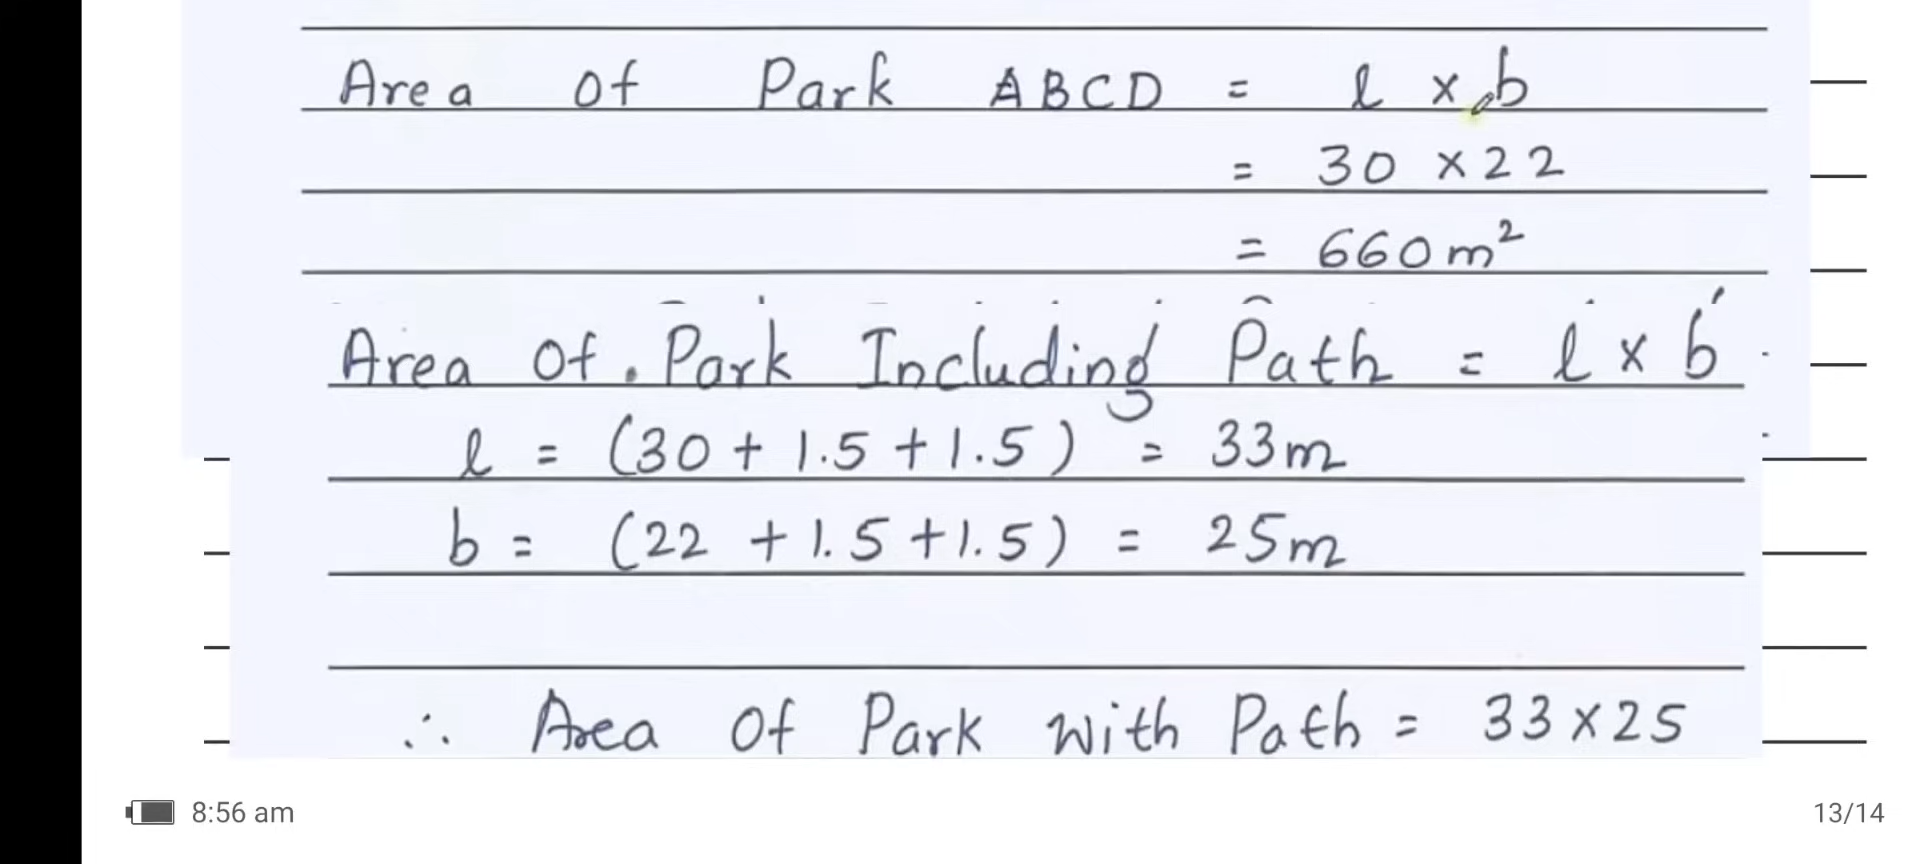 Area of Park ABCD = l × b
= 30 × 22
= 660 m²
Area Of Park Including Path = l × b
l = (30 + 1.5 + 1.5) = 33m
b = (22 + 1.5 + 1.5) = 25m
∴ Area Of Park With Path = 33 × 25
8:56 am
13/14